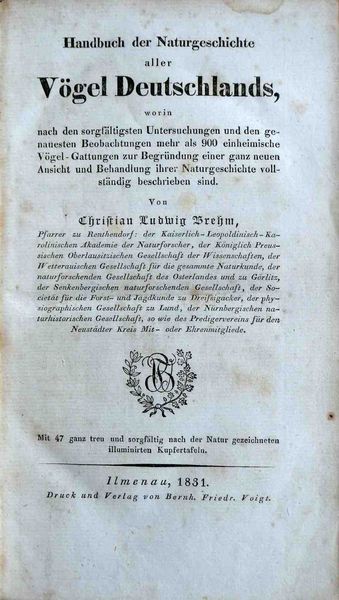 Handbuch der Naturgeschichte
aller
Vögel Deutschlands,
worin
nach den sorgfältigsten Untersuchungen und den ge-
nauesten Beobachtungen mehr als 900 einheimische
Vögel-Gattungen zur Begründung einer ganz neuen
Ansicht und Behandlung ihrer Naturgeschichte voll-
ständig beschrieben sind.
Von
Christian Ludwig Brehm,
Pfarrer zu Renthendorf: der Kaiserlich-Leopoldinisch-Ka-
rolinischen Akademie der Naturforscher, der Königlich Preus-
sischen Oberlausitzischen Gesellschaft der Wissenschaften, der
Wetterauischen Gesellschaft für die gesammte Naturkunde, der
naturforschenden Gesellschaft des Osterlandes und zu Görlitz,
der Senkenbergischen naturforschenden Gesellschaft, der So-
cietät für die Forst- und Jagdkunde zu Dreißigacker, der phy-
siographischen Gesellschaft zu Lund, der Nürnbergischen na-
turhistorischen Gesellschaft, so wie des Predigervereins für den
Neustädter Kreis Mit- oder Ehrenmitgliede.
Mit 47 ganz treu und sorgfältig nach der Natur gezeichneten
illuminirten Kupfertafeln.
Ilmenau, 1831.
Druck und Verlag von Bernh. Friedr. Voigt.